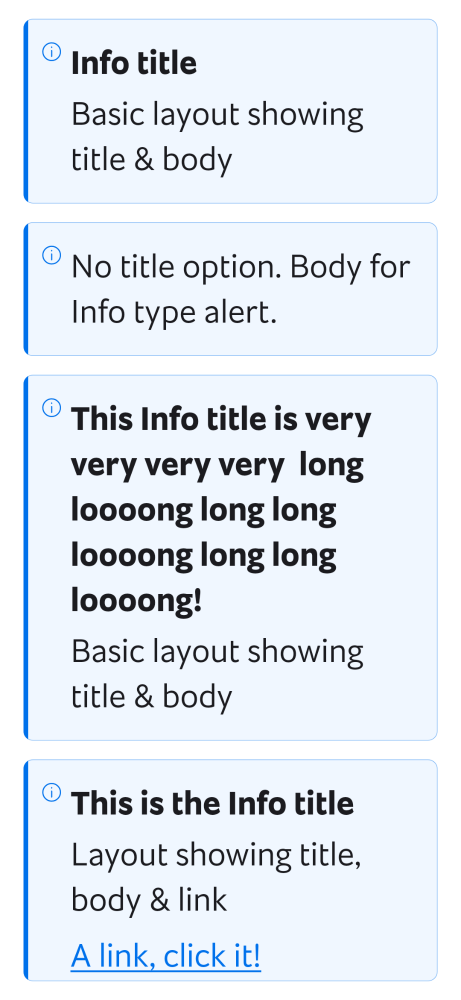 Info title
Basic layout showing
title & body
No title option. Body for
Info type alert.
This Info title is very
very very very  long
loooong long long
loooong long long
loooong!
Basic layout showing
title & body
This is the Info title
Layout showing title,
body & link
A link, click it!